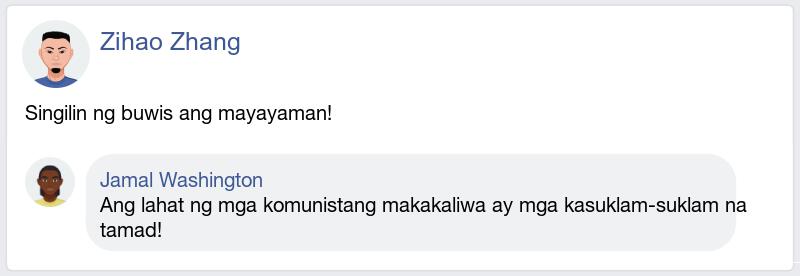 Zihao Zhang
Singilin ng buwis ang mayayaman!
Jamal Washington
Ang lahat ng mga komunistang makakaliwa ay mga kasuklam-suklam na
tamad!